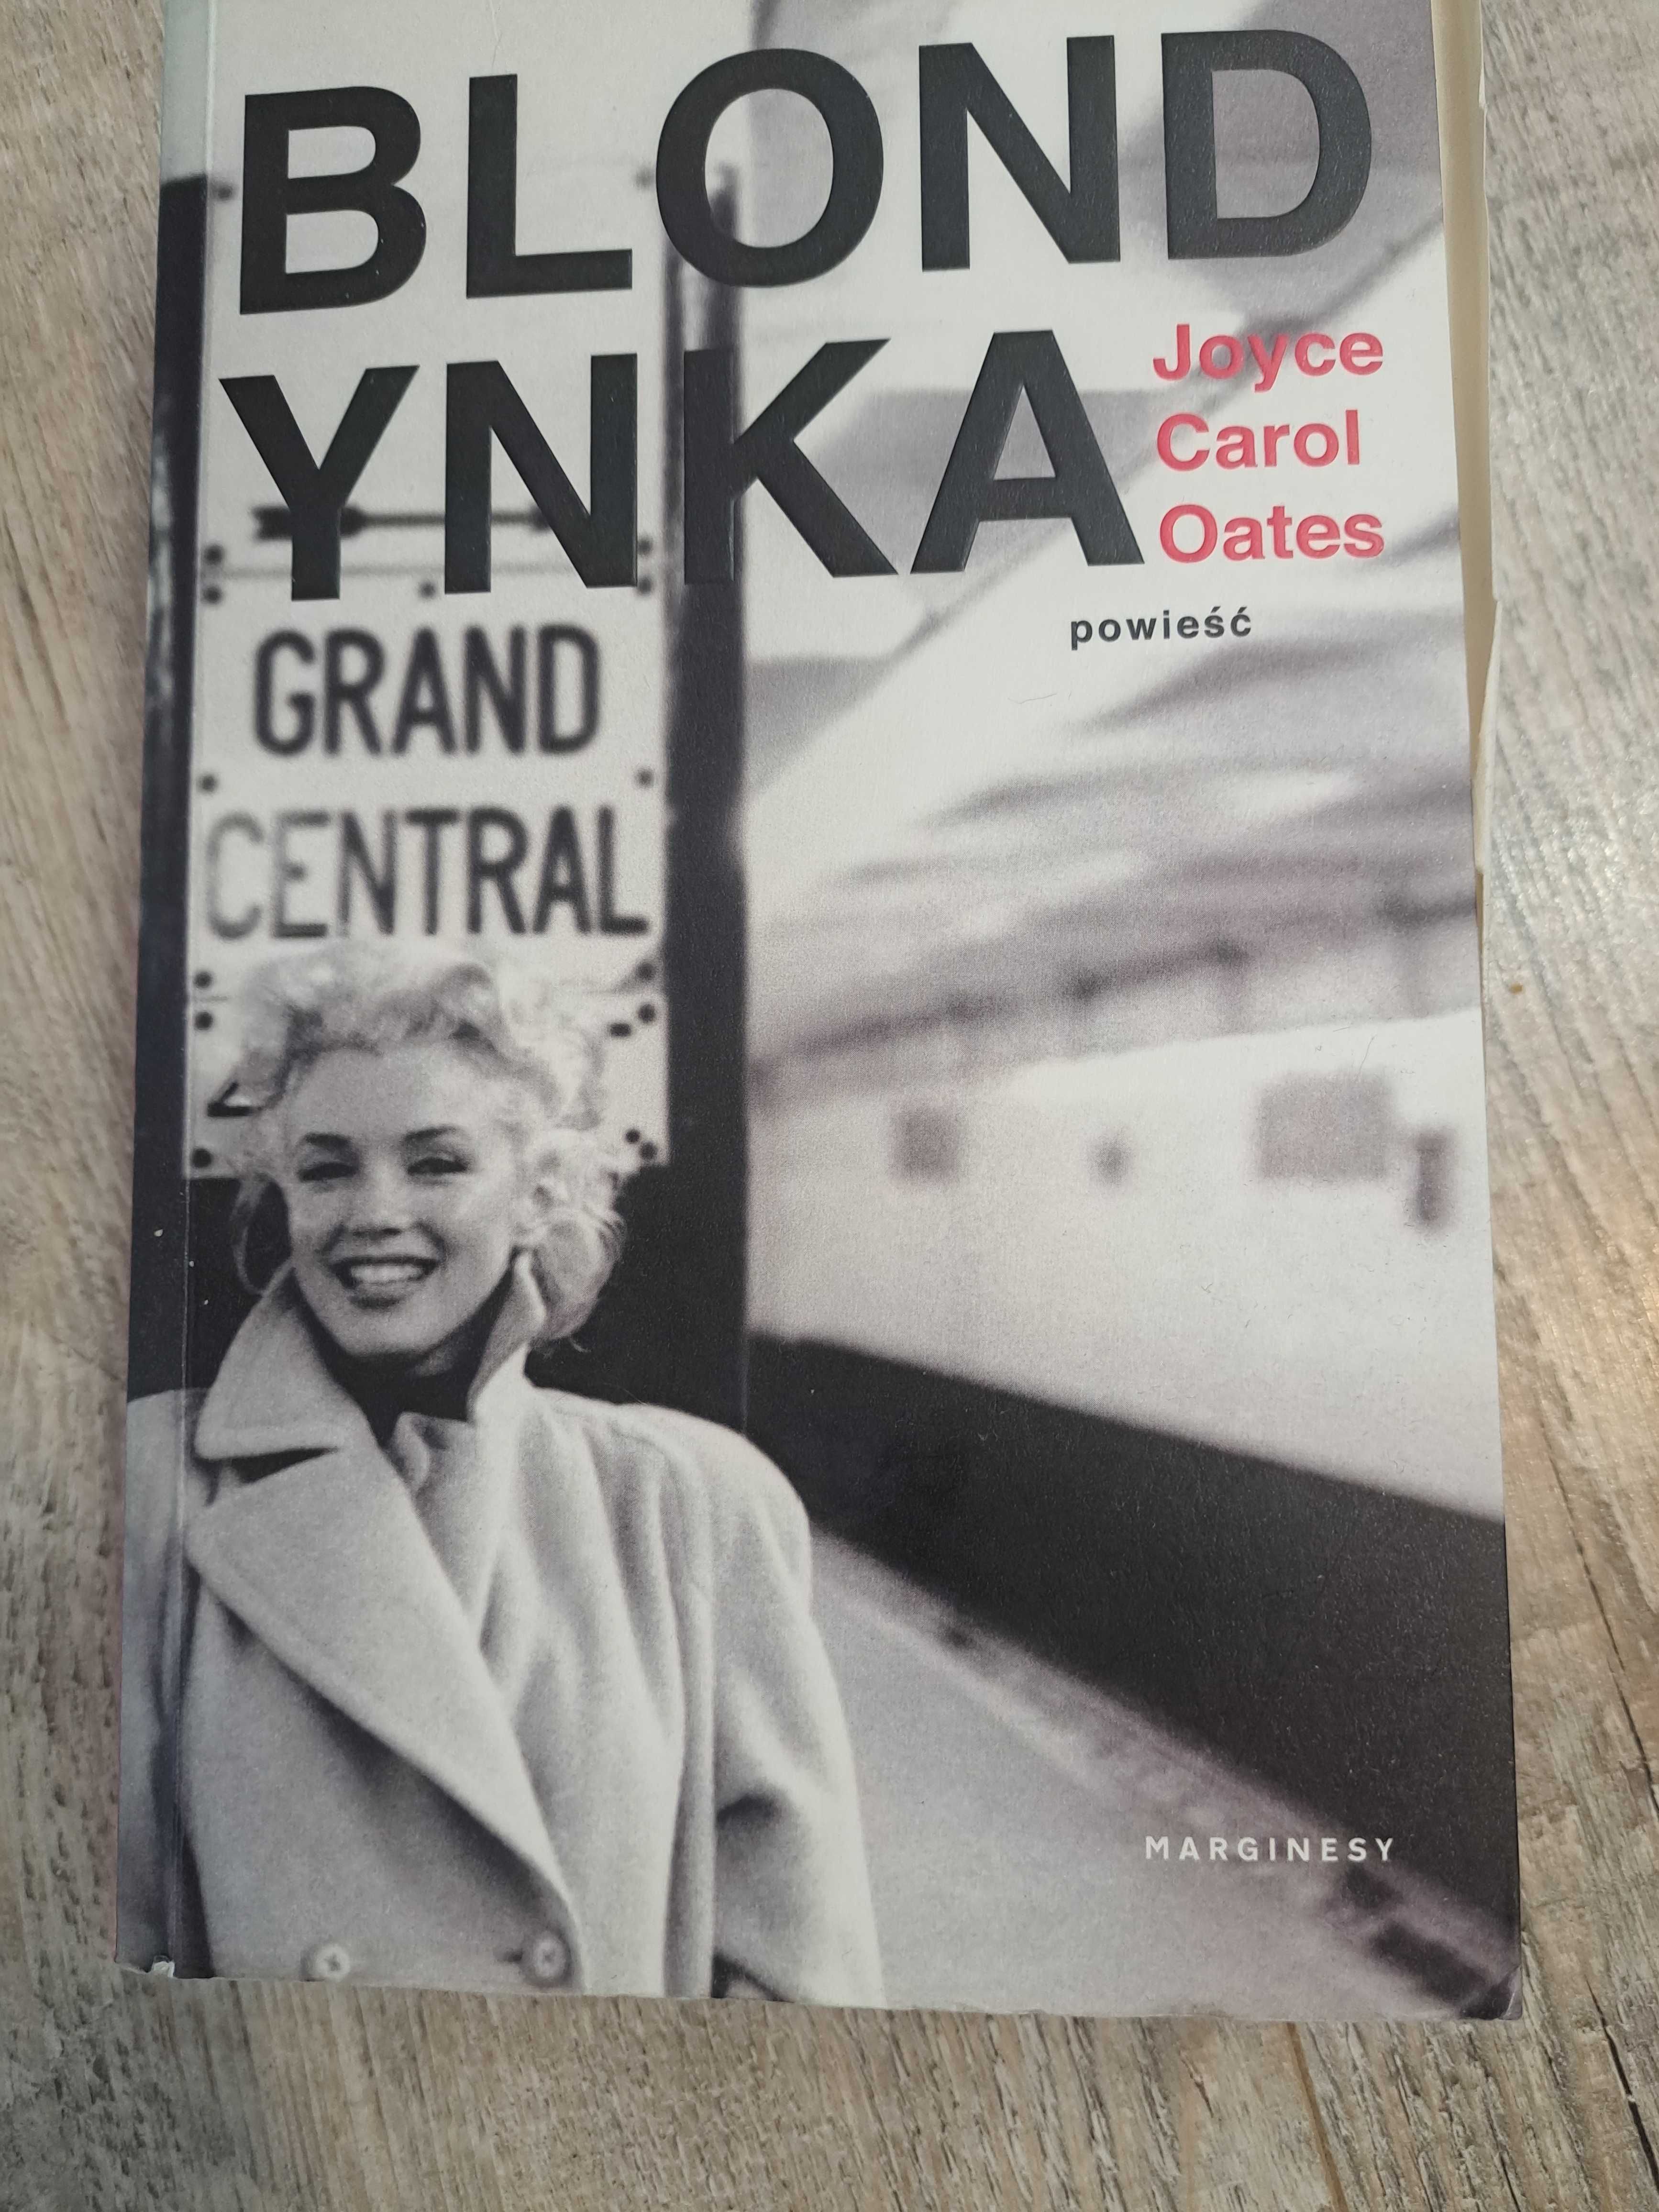 BLOND
YNKA
Joyce
Carol
Oates
powieść
GRAND
CENTRAL
MARGINESY